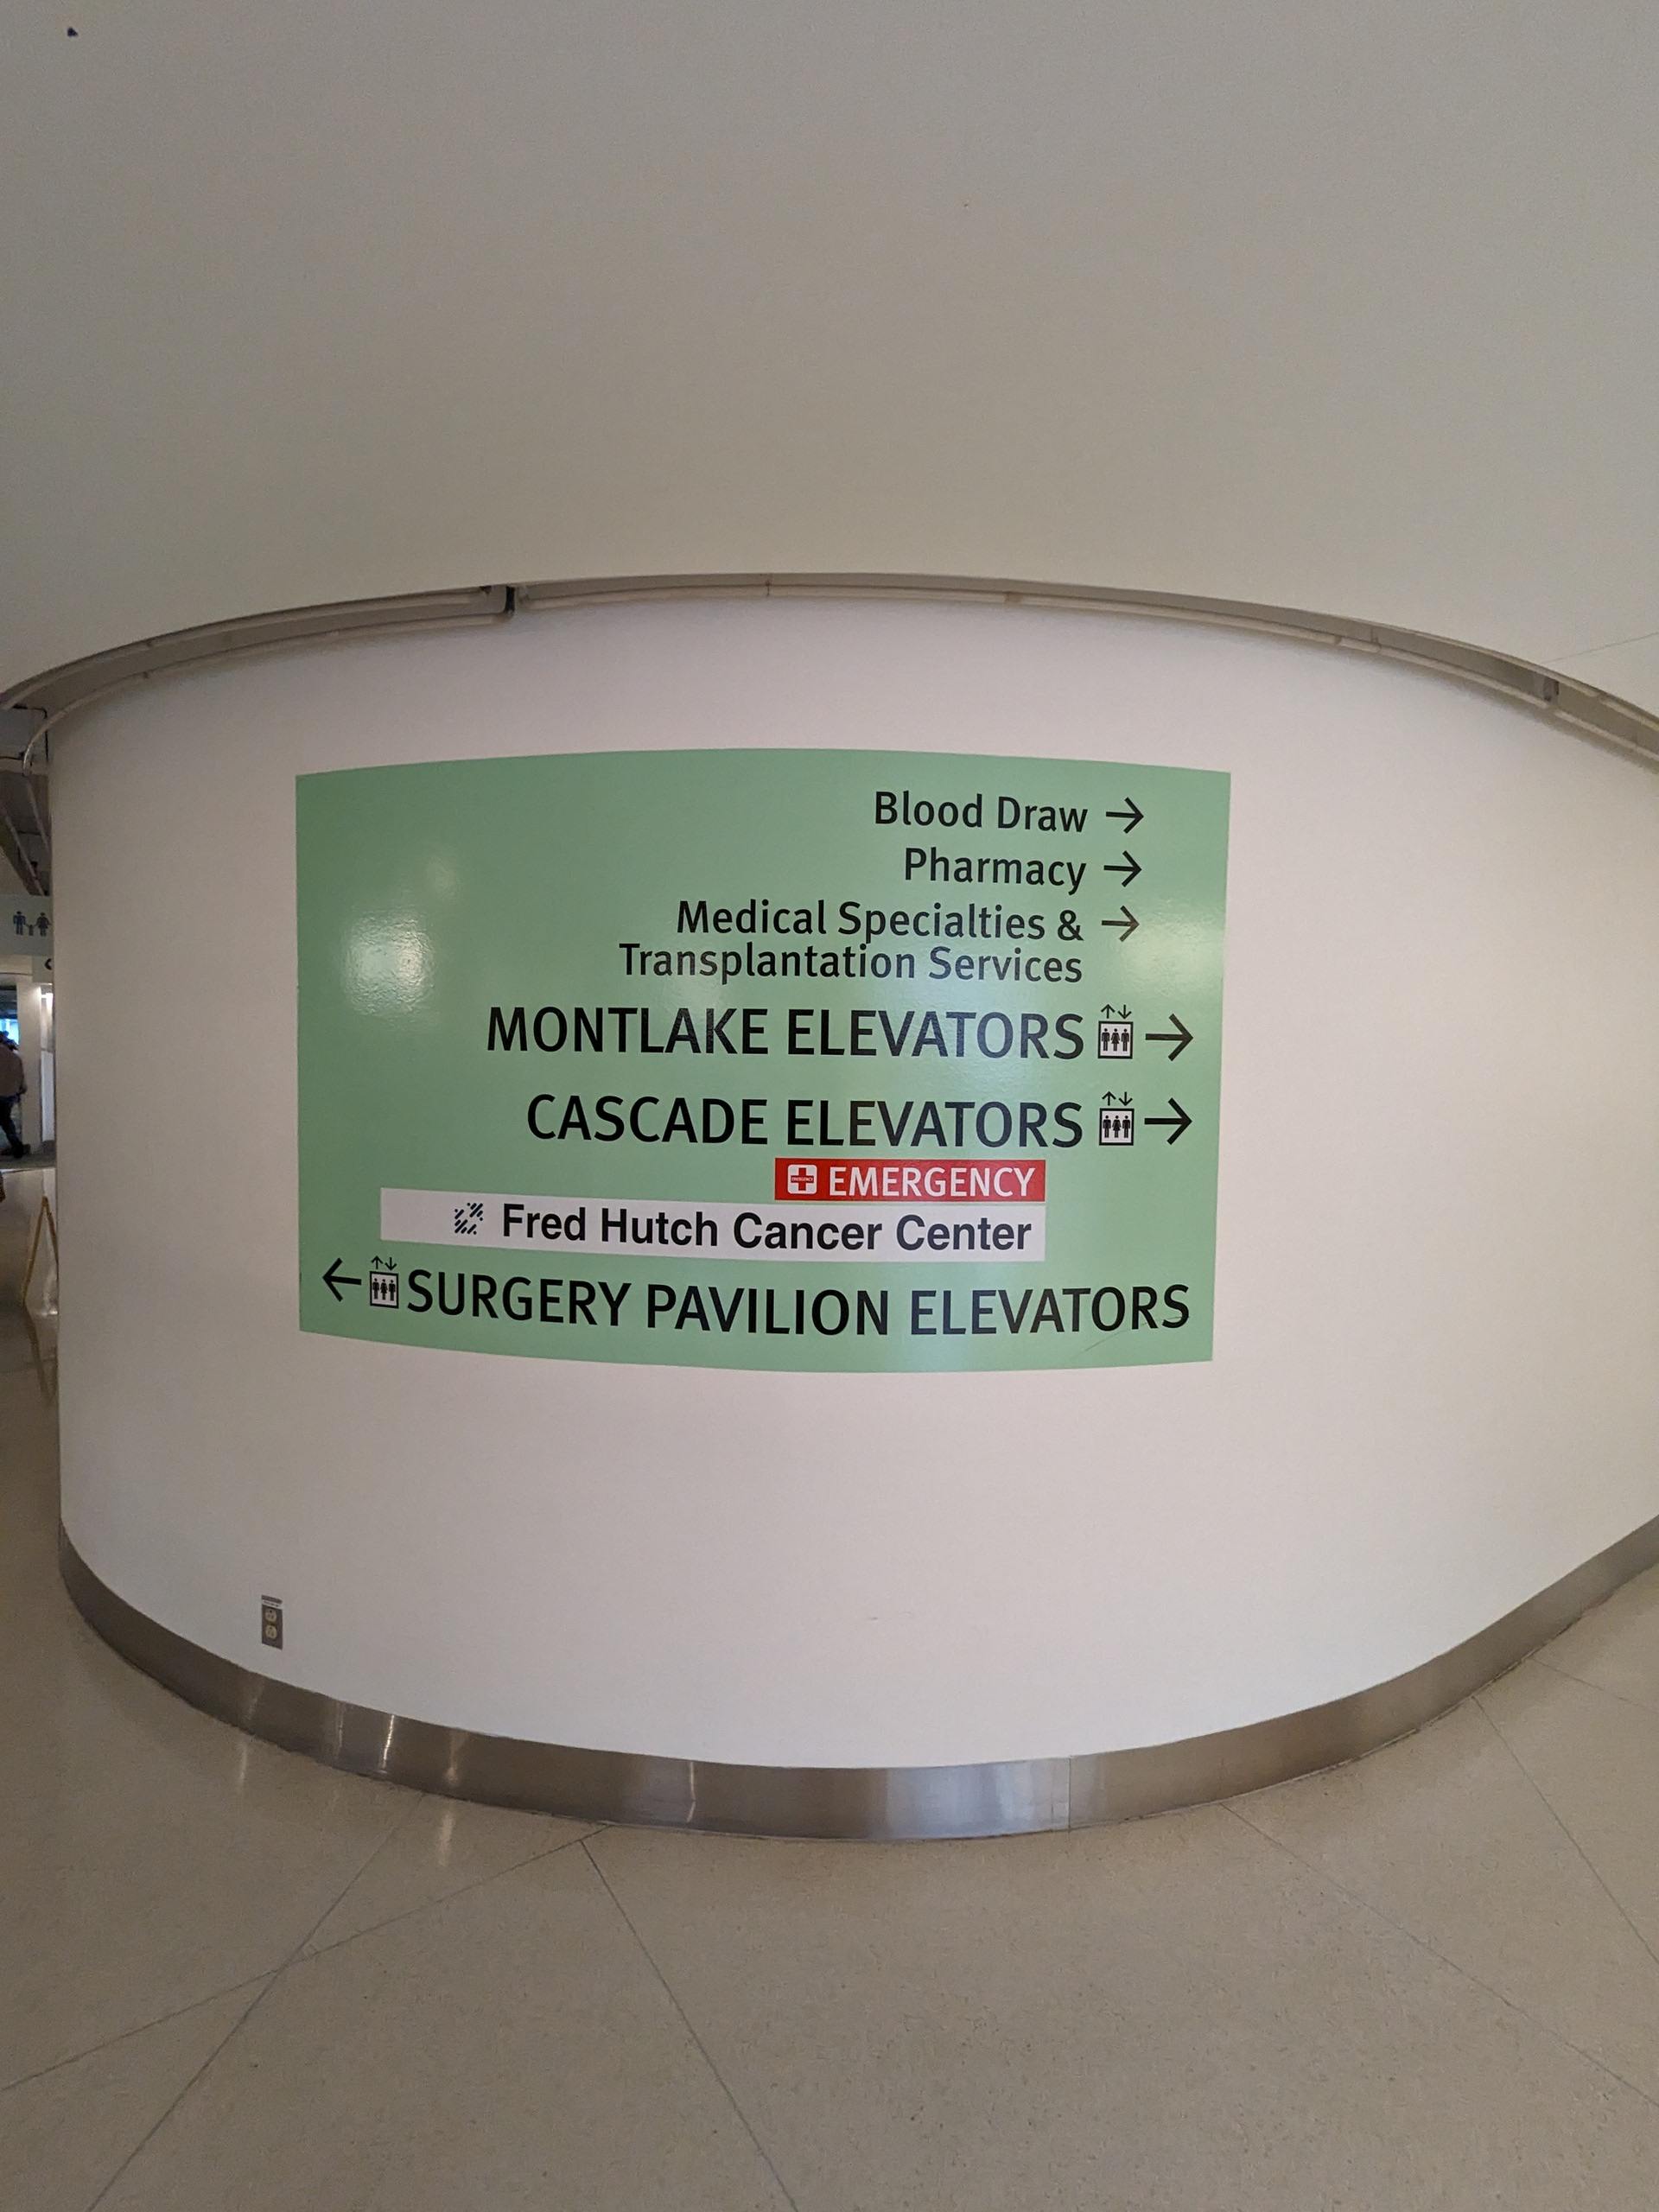 Blood Draw →
Pharmacy →
Medical Specialties & →
Transplantation Services
MONTLAKE ELEVATORS →
CASCADE ELEVATORS →
EMERGENCY
Fred Hutch Cancer Center
← SURGERY PAVILION ELEVATORS